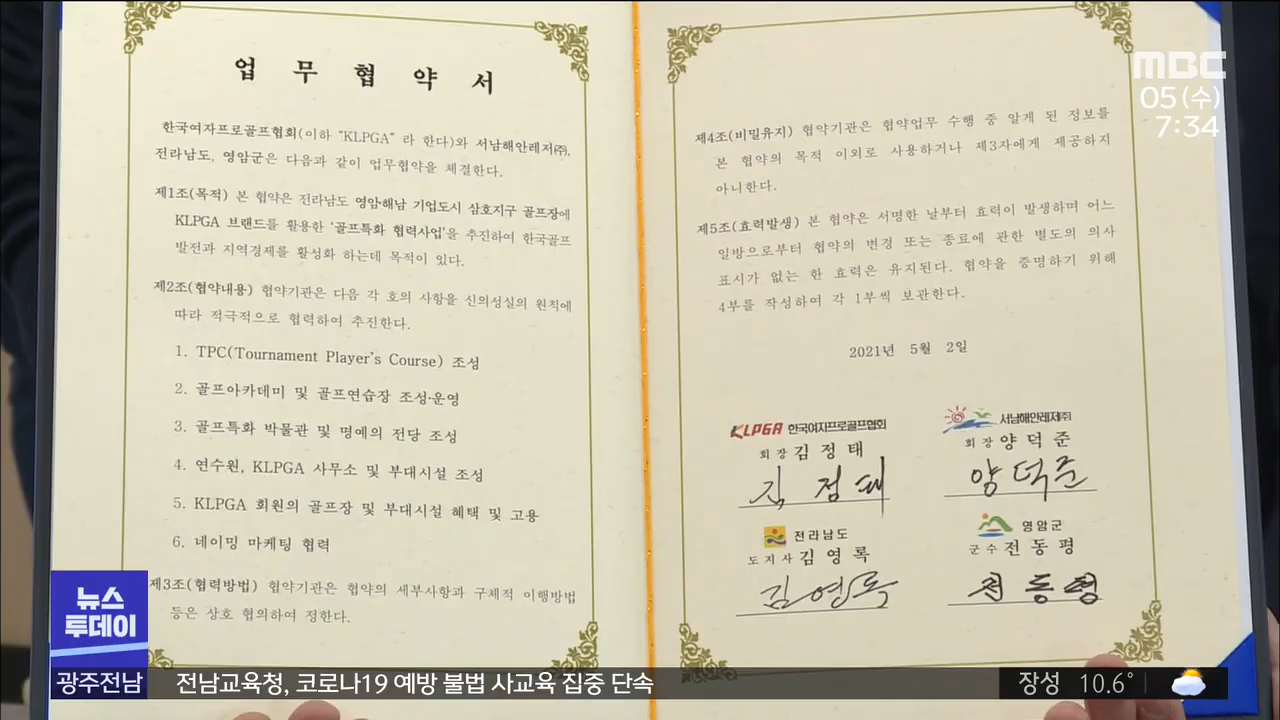 업 무 협 약 서
한국여자프로골프협회(이하 "KLPGA" 라 한다)와 서남해안레저㈜,
전라남도, 영암군은 다음과 같이 업무협약을 체결한다.
제1조(목적) 본 협약은 전라남도 영암·해남 기업도시 삼호지구 골프장에
KLPGA 브랜드를 활용한 '골프특화 협력사업'을 추진하여 한국골프
발전과 지역경제를 활성화 하는데 목적이 있다.
제2조(협약내용) 협약기관은 다음 각 호의 사항을 신의성실의 원칙에
따라 적극적으로 협력하여 추진한다.
1. TPC(Tournament Player's Course) 조성
2. 골프아카데미 및 골프연습장 조성·운영
3. 골프특화 박물관 및 명예의 전당 조성
4. 연수원, KLPGA 사무소 및 부대시설 조성
5. KLPGA 회원의 골프장 및 부대시설 혜택 및 고용
6. 네이밍 마케팅 협력
제3조(협력방법) 협약기관은 협약의 세부사항과 구체적 이행방법
등은 상호 협의하여 정한다.
제4조(비밀유지) 협약기관은 협약업무 수행 중 알게 된 정보를
본 협약의 목적 이외로 사용하거나 제3자에게 제공하지
아니한다.
제5조(효력발생) 본 협약은 서명한 날부터 효력이 발생하며 어느
일방으로부터 협약의 변경 또는 종료에 관한 별도의 의사
표시가 없는 한 효력은 유지된다. 협약을 증명하기 위해
4부를 작성하여 각 1부씩 보관한다.
2021년 5월 2일
KLPGA 한국여자프로골프협회
회장 김정태
김정태
서남해안레저㈜
회장 양덕준
양덕준
전라남도
도지사 김영록
김영록
영암군
군수 전동평
전동평
MBC
05(수)
7:34
뉴스
투데이
광주전남
전남교육청, 코로나19 예방 불법 사교육 집중 단속
장성 10.6°